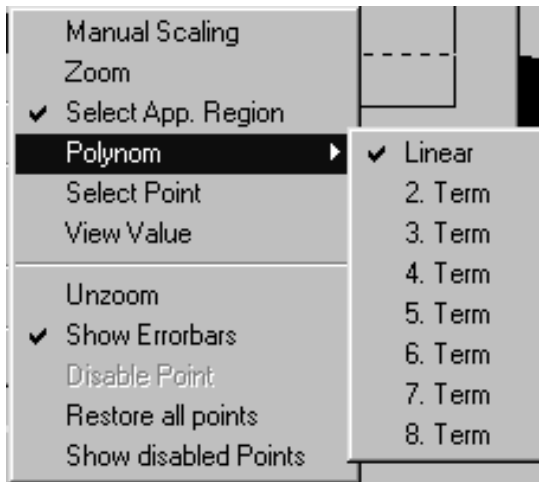 Manual Scaling
Zoom
Select App. Region
Polynom
Select Point
View Value
Unzoom
Show Errorbars
Disable Point
Restore all points
Show disabled Points
Linear
2. Term
3. Term
4. Term
5. Term
6. Term
7. Term
8. Term